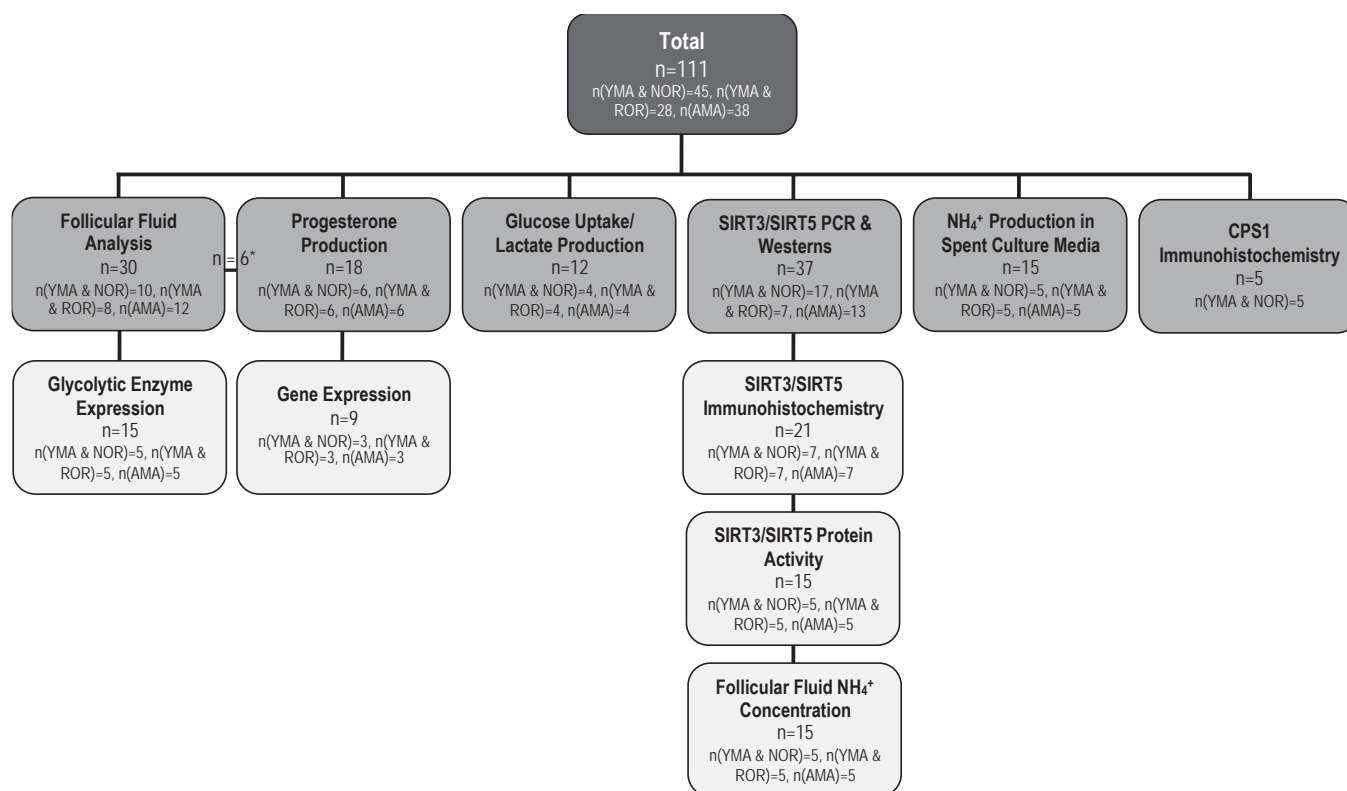 Total
n=111
n(YMA & NOR)=45, n(YMA &
ROR)=28, n(AMA)=38
Follicular Fluid
Analysis
n=30
n(YMA & NOR)=10, n(YMA
& ROR)=8, n(AMA)=12
n = 6*
Progesterone
Production
n=18
n(YMA & NOR)=6, n(YMA &
ROR)=6, n(AMA)=6
Glucose Uptake/
Lactate Production
n=12
n(YMA & NOR)=4, n(YMA &
ROR)=4, n(AMA)=4
SIRT3/SIRT5 PCR &
Westerns
n=37
n(YMA & NOR)=17, n(YMA
& ROR)=7, n(AMA)=13
NH₄⁺ Production in
Spent Culture Media
n=15
n(YMA & NOR)=5, n(YMA &
ROR)=5, n(AMA)=5
CPS1
Immunohistochemistry
n=5
n(YMA & NOR)=5
Glycolytic Enzyme
Expression
n=15
n(YMA & NOR)=5, n(YMA &
ROR)=5, n(AMA)=5
Gene Expression
n=9
n(YMA & NOR)=3, n(YMA &
ROR)=3, n(AMA)=3
SIRT3/SIRT5
Immunohistochemistry
n=21
n(YMA & NOR)=7, n(YMA &
ROR)=7, n(AMA)=7
SIRT3/SIRT5 Protein
Activity
n=15
n(YMA & NOR)=5, n(YMA &
ROR)=5, n(AMA)=5
Follicular Fluid NH₄⁺
Concentration
n=15
n(YMA & NOR)=5, n(YMA &
ROR)=5, n(AMA)=5